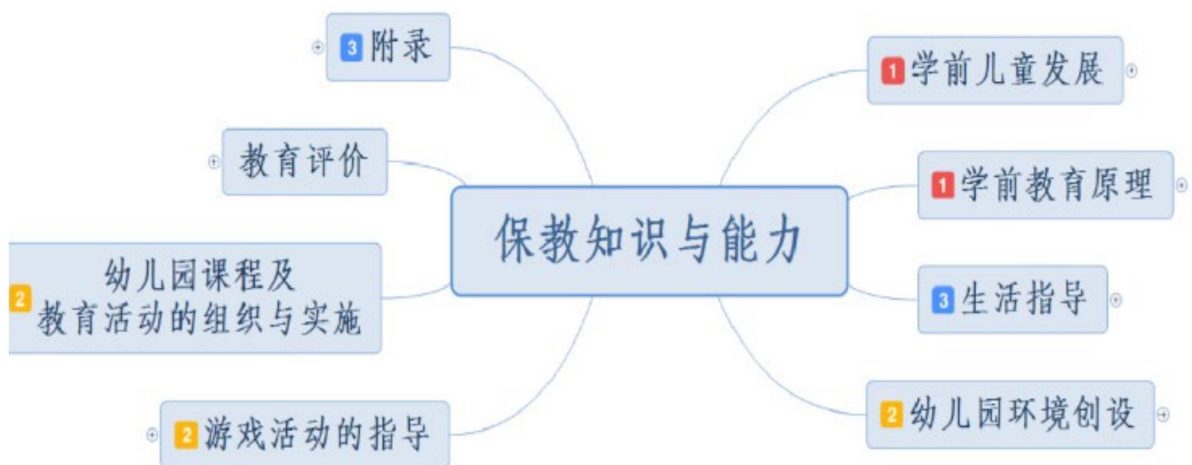 保教知识与能力
1 学前儿童发展
1 学前教育原理
3 生活指导
2 幼儿园环境创设
2 游戏活动的指导
2 幼儿园课程及
教育活动的组织与实施
教育评价
3 附录